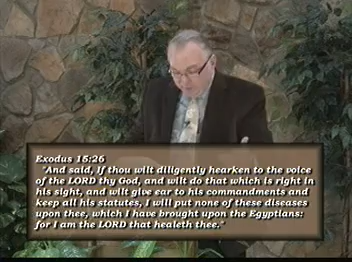 Exodus 15:26
"And said, If thou wilt diligently hearken to the voice
of the LORD thy God, and wilt do that which is right in
his sight, and wilt give ear to his commandments and
keep all his statutes, I will put none of these diseases
upon thee, which I have brought upon the Egyptians:
for I am the LORD that healeth thee."